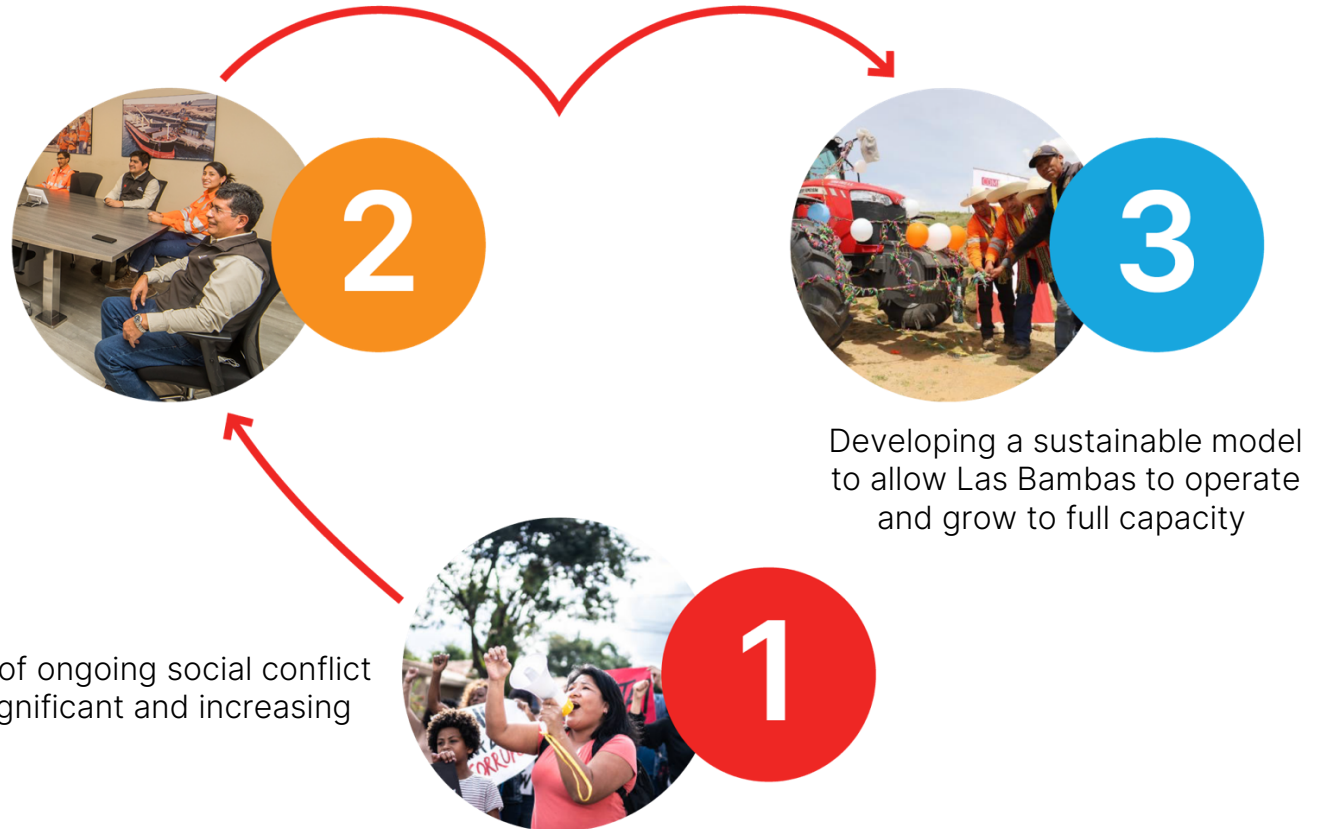 2
3
Developing a sustainable model
to allow Las Bambas to operate
and grow to full capacity
of ongoing social conflict
and increasing
1